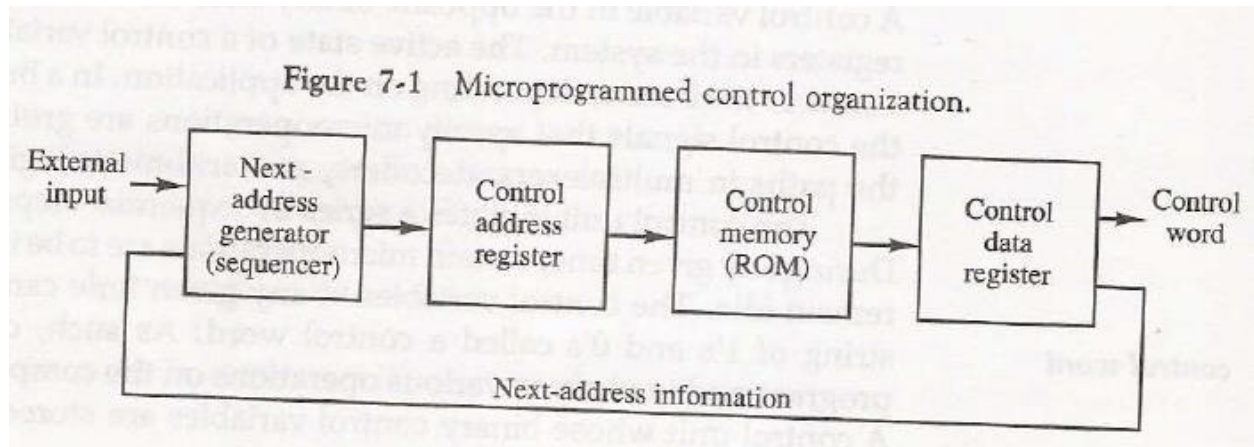 Figure 7-1 Microprogrammed control organization.
External
input
Next -
address
generator
(sequencer)
Control
address
register
Control
memory
(ROM)
Control
data
register
Control
word
Next-address information